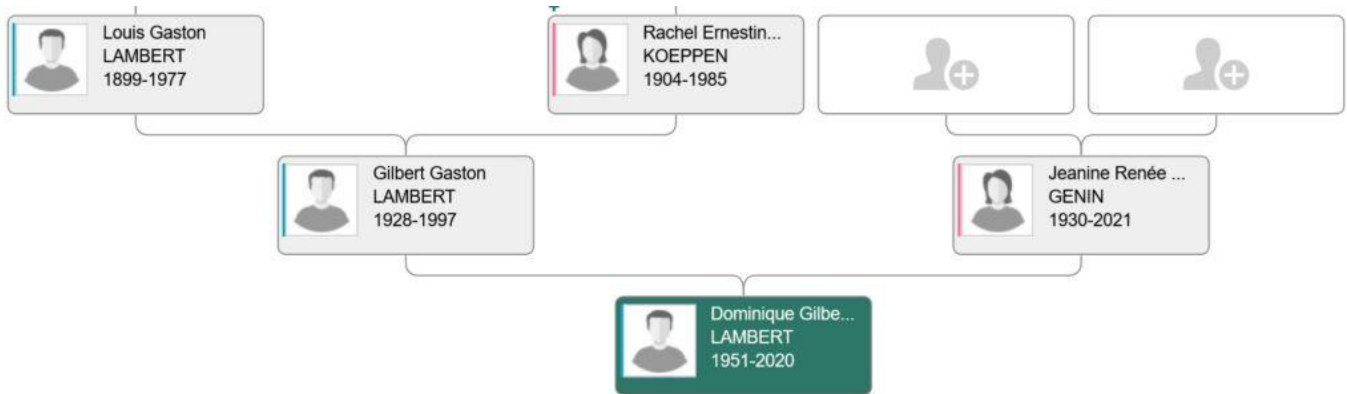 Louis Gaston
LAMBERT
1899-1977
Rachel Ernestin...
KOEPPEN
1904-1985
Gilbert Gaston
LAMBERT
1928-1997
Jeanine Renée ...
GENIN
1930-2021
Dominique Gilbe...
LAMBERT
1951-2020